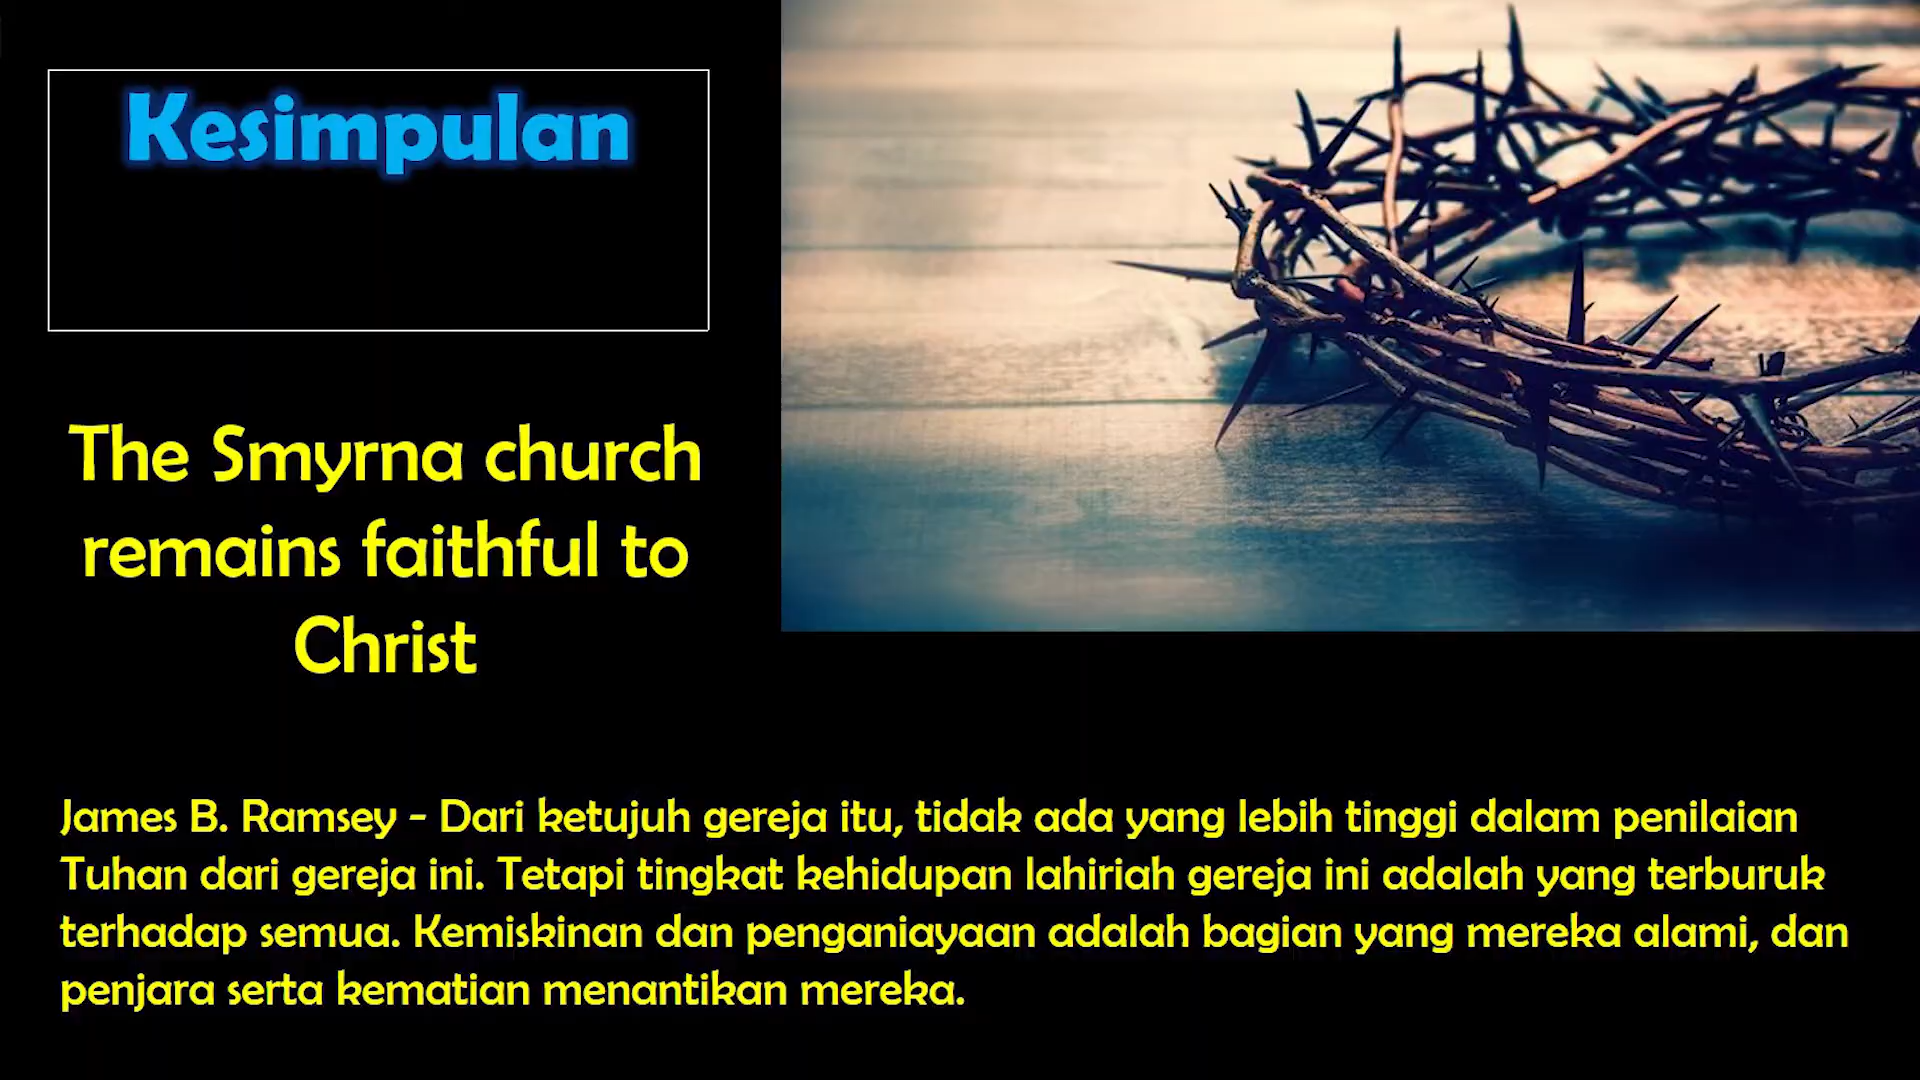 Kesimpulan
The Smyrna church
remains faithful to
Christ
James B. Ramsey - Dari ketujuh gereja itu, tidak ada yang lebih tinggi dalam penilaian
Tuhan dari gereja ini. Tetapi tingkat kehidupan lahiriah gereja ini adalah yang terburuk
terhadap semua. Kemiskinan dan penganiayaan adalah bagian yang mereka alami, dan
penjara serta kematian menantikan mereka.